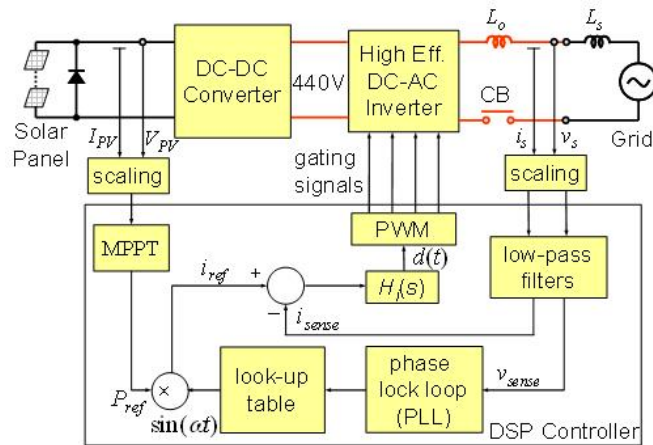 L_o
L_s
DC-DC
Converter
440V
High Eff.
DC-AC
Inverter
CB
Solar
Panel
I_PV
V_PV
i_s
v_s
Grid
scaling
gating
signals
scaling
MPPT
PWM
low-pass
filters
i_ref
+
d(t)
H_i(s)
−
i_sense
P_ref
×
sin(ωt)
look-up
table
phase
lock loop
(PLL)
v_sense
DSP Controller